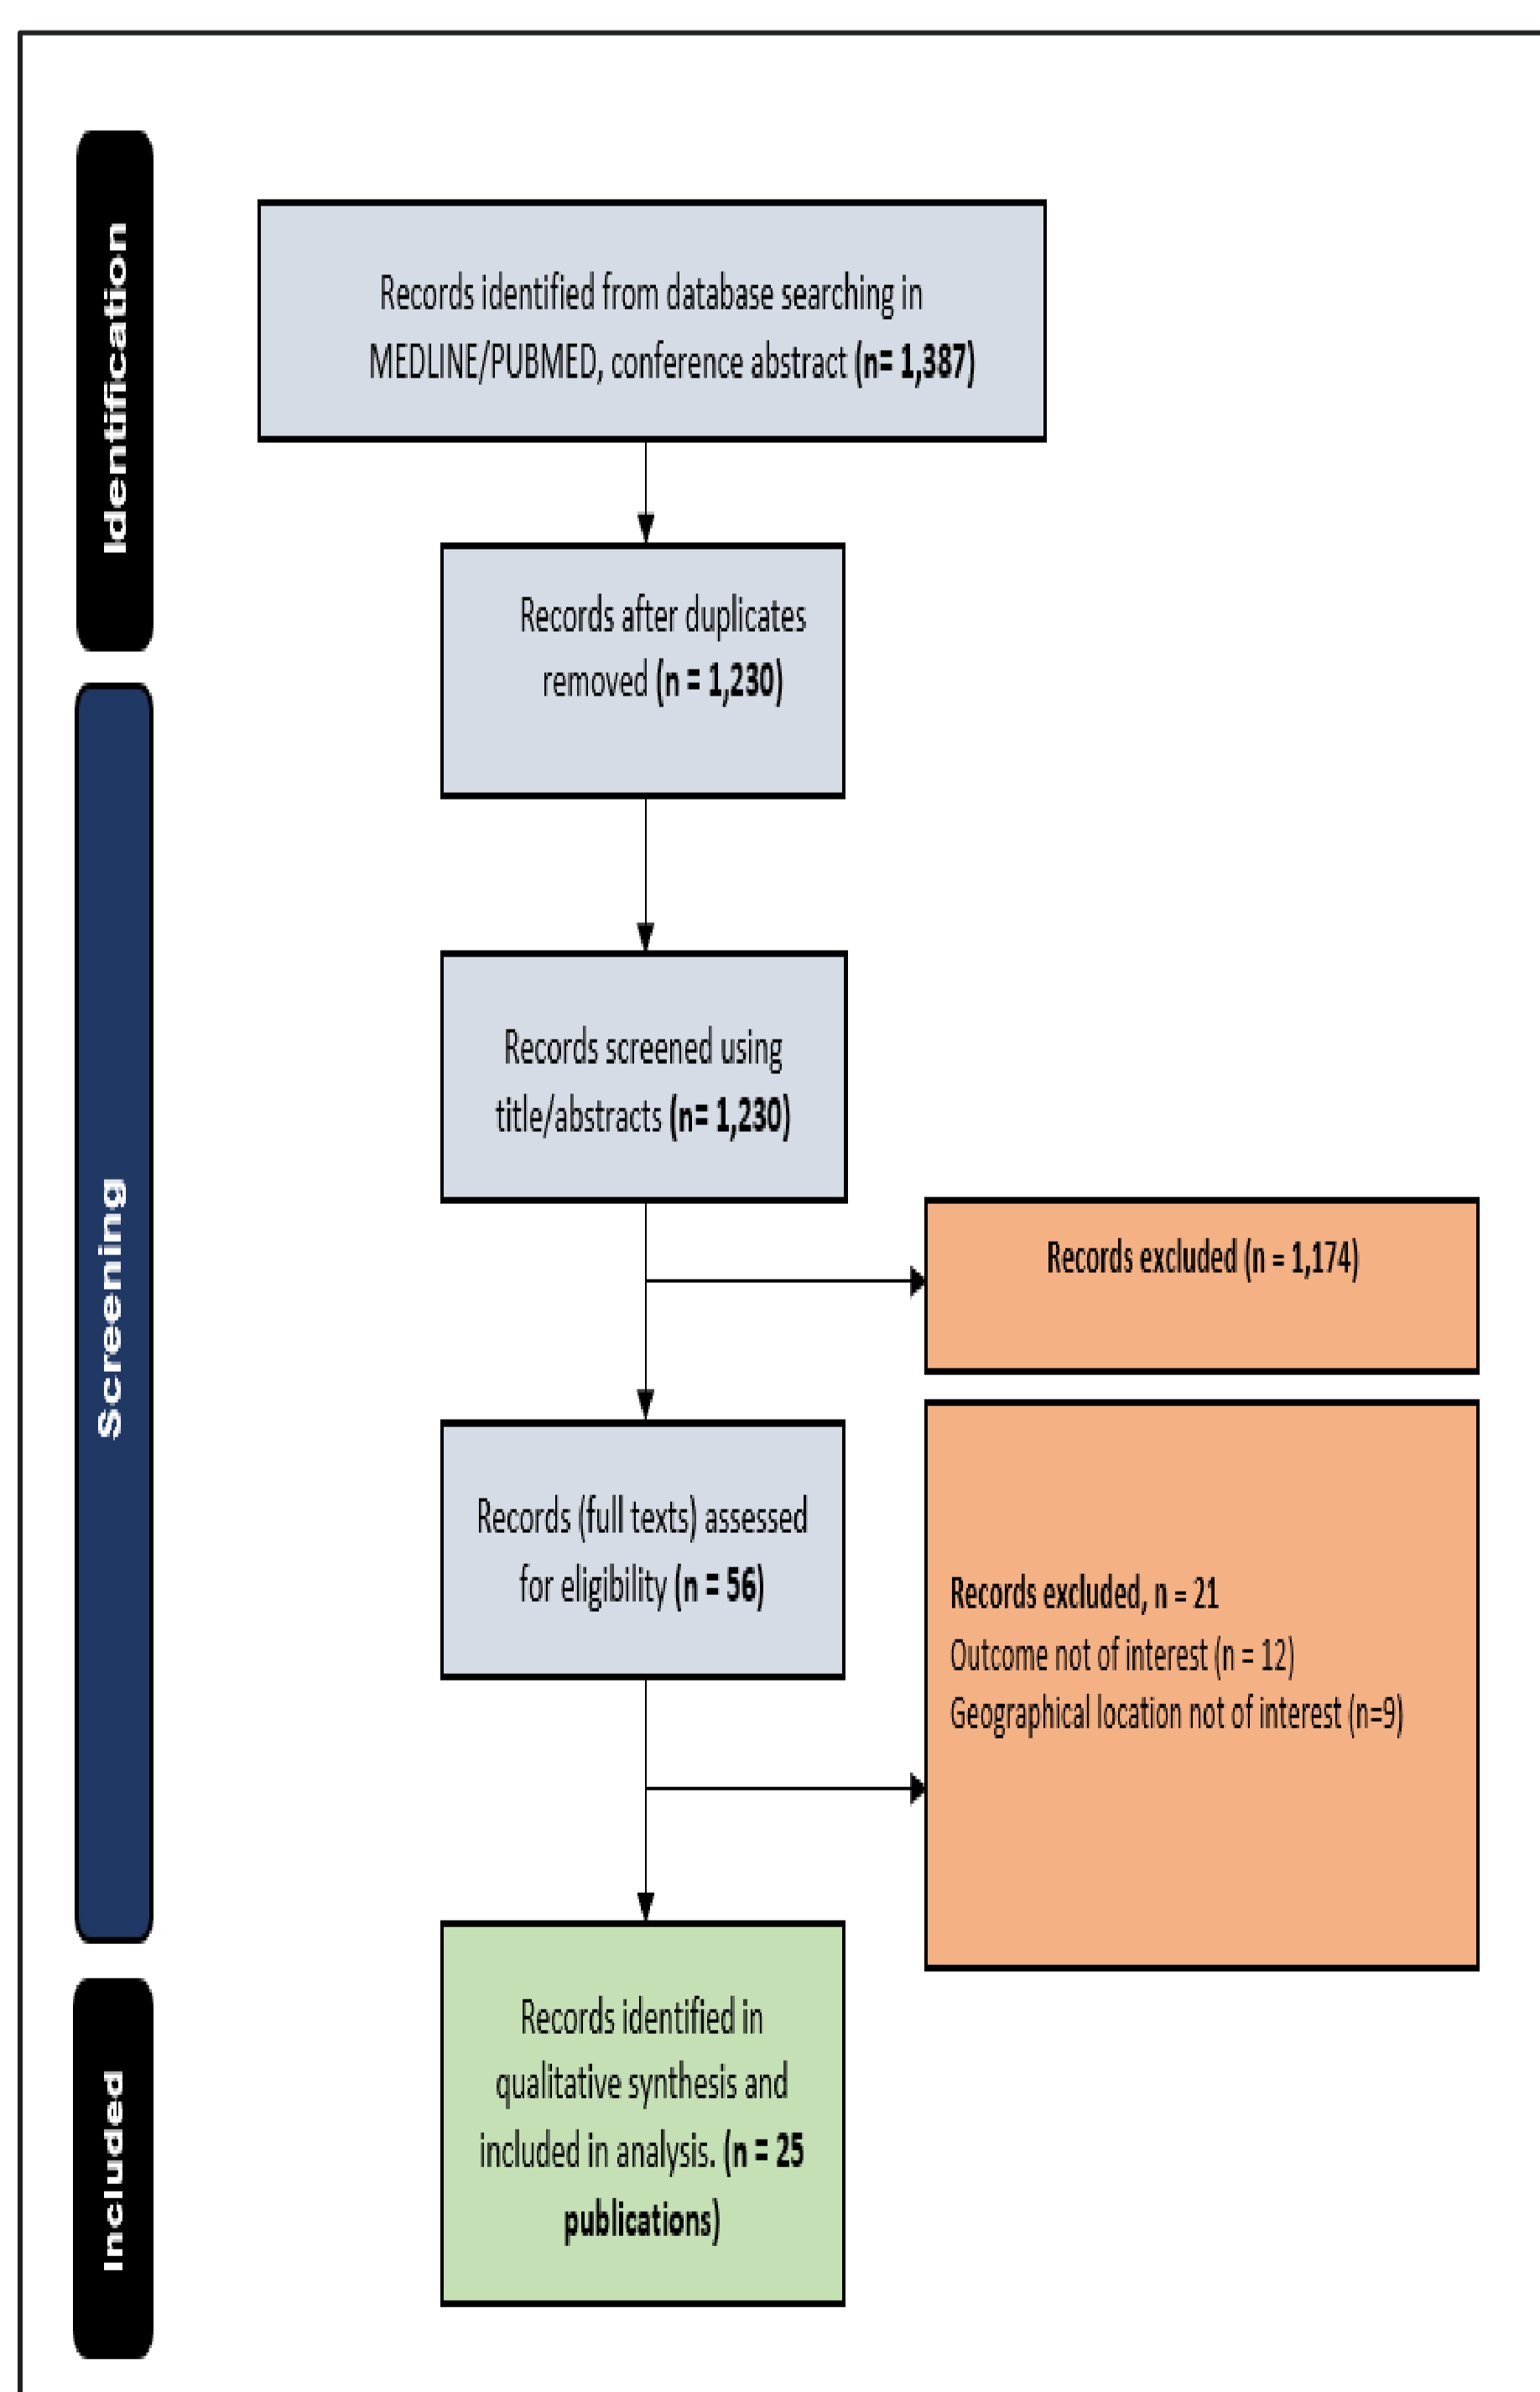 Identification
Records identified from database searching in
MEDLINE/PUBMED, conference abstract (n= 1,387)
Records after duplicates
removed (n = 1,230)
Screening
Records screened using
title/abstracts (n= 1,230)
Records excluded (n = 1,174)
Records (full texts) assessed
for eligibility (n = 56)
Records excluded, n = 21
Outcome not of interest (n = 12)
Geographical location not of interest (n=9)
Included
Records identified in
qualitative synthesis and
included in analysis. (n = 25
publications)